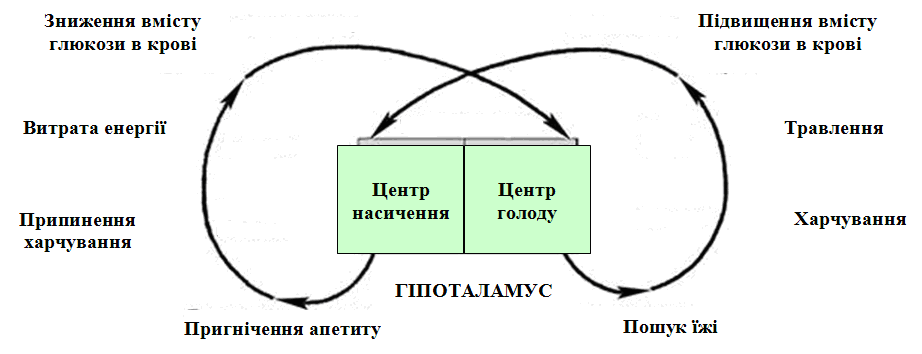 Зниження вмісту
глюкози в крові
Підвищення вмісту
глюкози в крові
Витрата енергії
Травлення
Центр
насичення
Центр
голоду
Припинення
харчування
Харчування
ГІПОТАЛАМУС
Пригнічення апетиту
Пошук їжі